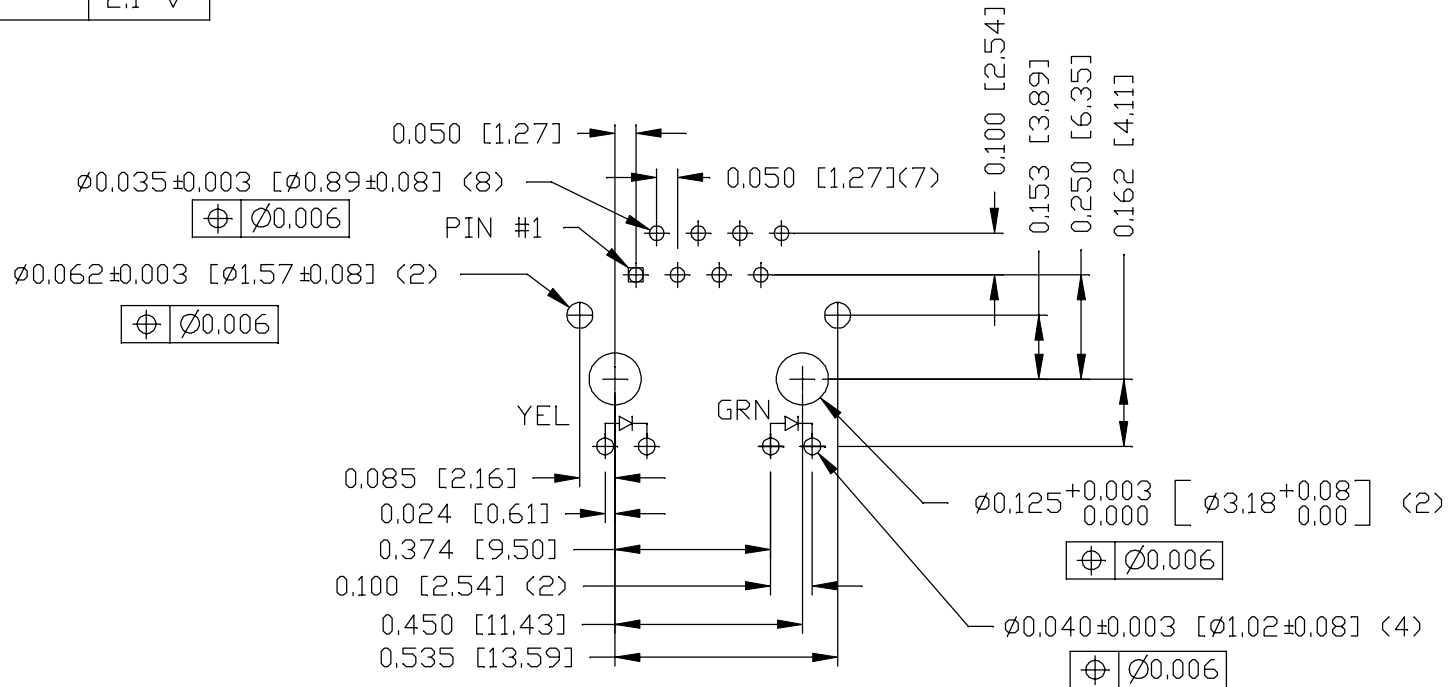 0.100 [2.54]
0.153 [3.89]
0.250 [6.35]
0.162 [4.11]
0.050 [1.27]
Ø0.035±0.003 [Ø0.89±0.08] (8)
0.050 [1.27](7)
⌖ Ø0.006
PIN #1
Ø0.062±0.003 [Ø1.57±0.08] (2)
⌖ Ø0.006
YEL
GRN
0.085 [2.16]
0.024 [0.61]
0.374 [9.50]
0.100 [2.54] (2)
0.450 [11.43]
0.535 [13.59]
Ø0.125 +0.003 0.000 [ Ø3.18 +0.08 0.00 ] (2)
⌖ Ø0.006
Ø0.040±0.003 [Ø1.02±0.08] (4)
⌖ Ø0.006